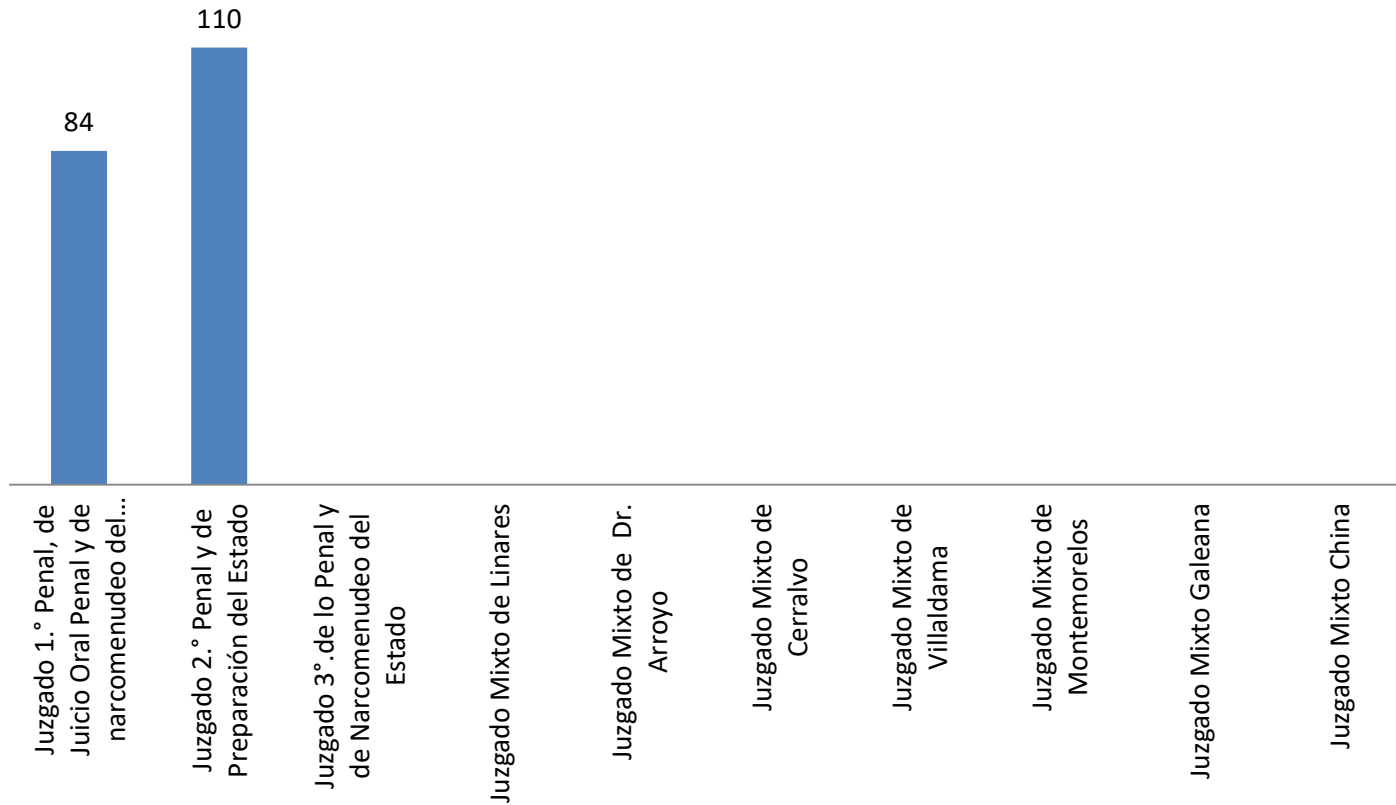 84
110
Juzgado 1.° Penal, de
Juicio Oral Penal y de
narcomenudeo del...
Juzgado 2.° Penal y de
Preparación del Estado
Juzgado 3°.de lo Penal y
de Narcomenudeo del
Estado
Juzgado Mixto de Linares
Juzgado Mixto de  Dr.
Arroyo
Juzgado Mixto de
Cerralvo
Juzgado Mixto de
Villaldama
Juzgado Mixto de
Montemorelos
Juzgado Mixto Galeana
Juzgado Mixto China